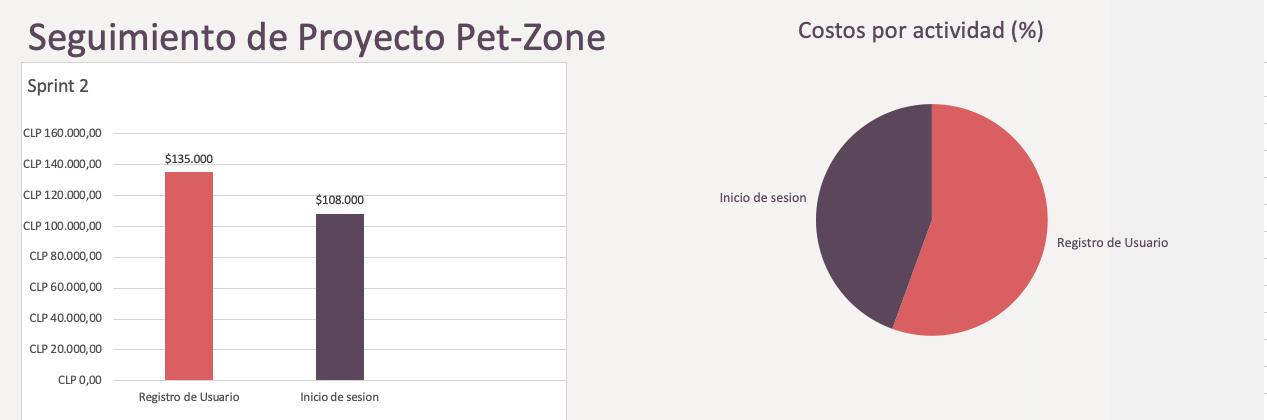 Seguimiento de Proyecto Pet-Zone
Sprint 2
CLP 160.000,00
CLP 140.000,00
CLP 120.000,00
CLP 100.000,00
CLP 80.000,00
CLP 60.000,00
CLP 40.000,00
CLP 20.000,00
CLP 0,00
$135.000
$108.000
Registro de Usuario
Inicio de sesion
Costos por actividad (%)
Inicio de sesion
Registro de Usuario